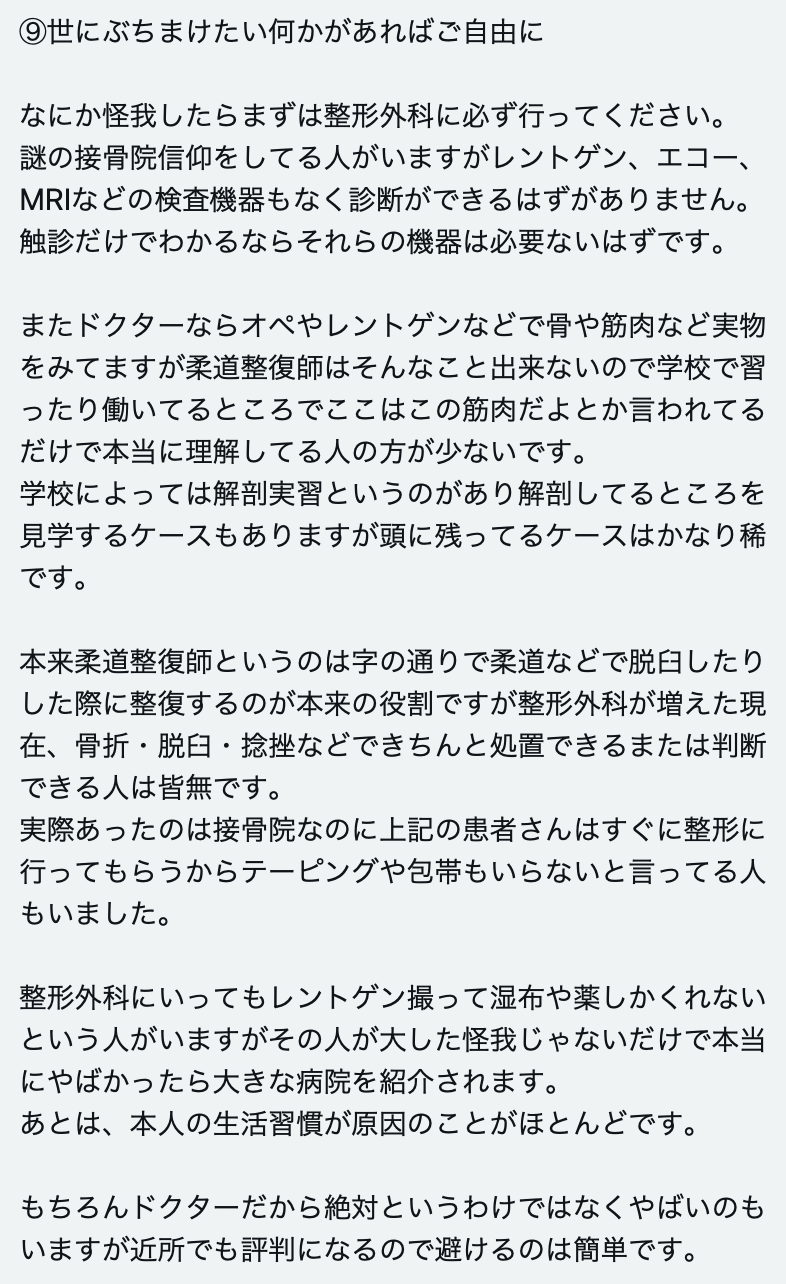 ⑨世にぶちまけたい何かがあればご自由に
なにか怪我したらまずは整形外科に必ず行ってください。
謎の接骨院信仰をしてる人がいますがレントゲン、エコー、
MRIなどの検査機器もなく診断ができるはずがありません。
触診だけでわかるならそれらの機器は必要ないはずです。
またドクターならオペやレントゲンなどで骨や筋肉など実物
をみてますが柔道整復師はそんなこと出来ないので学校で習
ったり働いてるところでここはこの筋肉だよとか言われてる
だけで本当に理解してる人の方が少ないです。
学校によっては解剖実習というのがあり解剖してるところを
見学するケースもありますが頭に残ってるケースはかなり稀
です。
本来柔道整復師というのは字の通りで柔道などで脱臼したり
した際に整復するのが本来の役割ですが整形外科が増えた現
在、骨折・脱臼・捻挫などできちんと処置できるまたは判断
できる人は皆無です。
実際あったのは接骨院なのに上記の患者さんはすぐに整形に
行ってもらうからテーピングや包帯もいらないと言ってる人
もいました。
整形外科にいってもレントゲン撮って湿布や薬しかくれない
という人がいますがその人が大した怪我じゃないだけで本当
にやばかったら大きな病院を紹介されます。
あとは、本人の生活習慣が原因のことがほとんどです。
もちろんドクターだから絶対というわけではなくやばいのも
いますが近所でも評判になるので避けるのは簡単です。